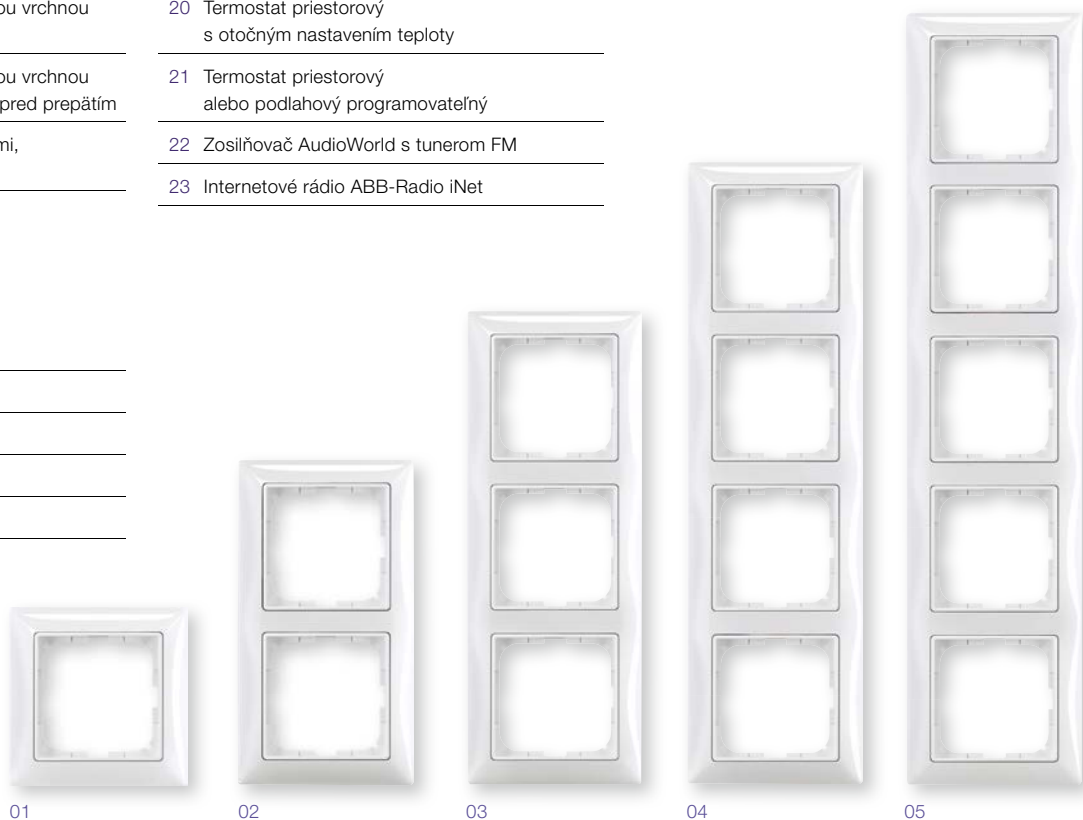 ou vrchnou
ou vrchnou
pred prepätím
mi,
20 Termostat priestorový
s otočným nastavením teploty
21 Termostat priestorový
alebo podlahový programovateľný
22 Zosilňovač AudioWorld s tunerom FM
23 Internetové rádio ABB-Radio iNet
01
02
03
04
05